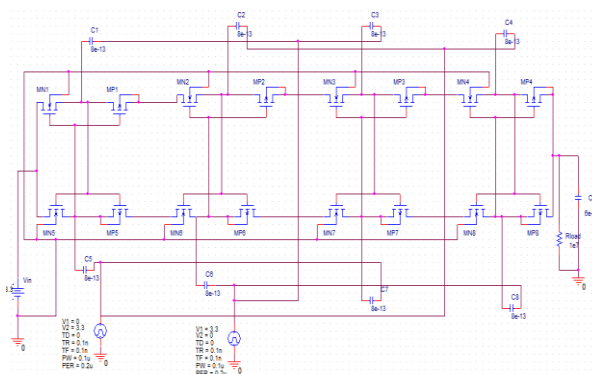 C1
8e-13
C2
8e-13
C3
8e-13
C4
8e-13
MN1
MP1
MN2
MP2
MN3
MP3
MN4
MP4
MN5
MP5
MN6
MP6
MN7
MP7
MN8
MP8
C5
8e-13
C6
8e-13
C7
8e-13
C8
8e-13
Rload
1e7
0
Vin
0
V1 = 0
V2 = 3.3
TD = 0
TR = 0.1n
TF = 0.1n
PW = 0.1u
PER = 0.2u
0
V1 = 3.3
V2 = 0
TD = 0
TR = 0.1n
TF = 0.1n
PW = 0.1u
PER = 0.2u
0